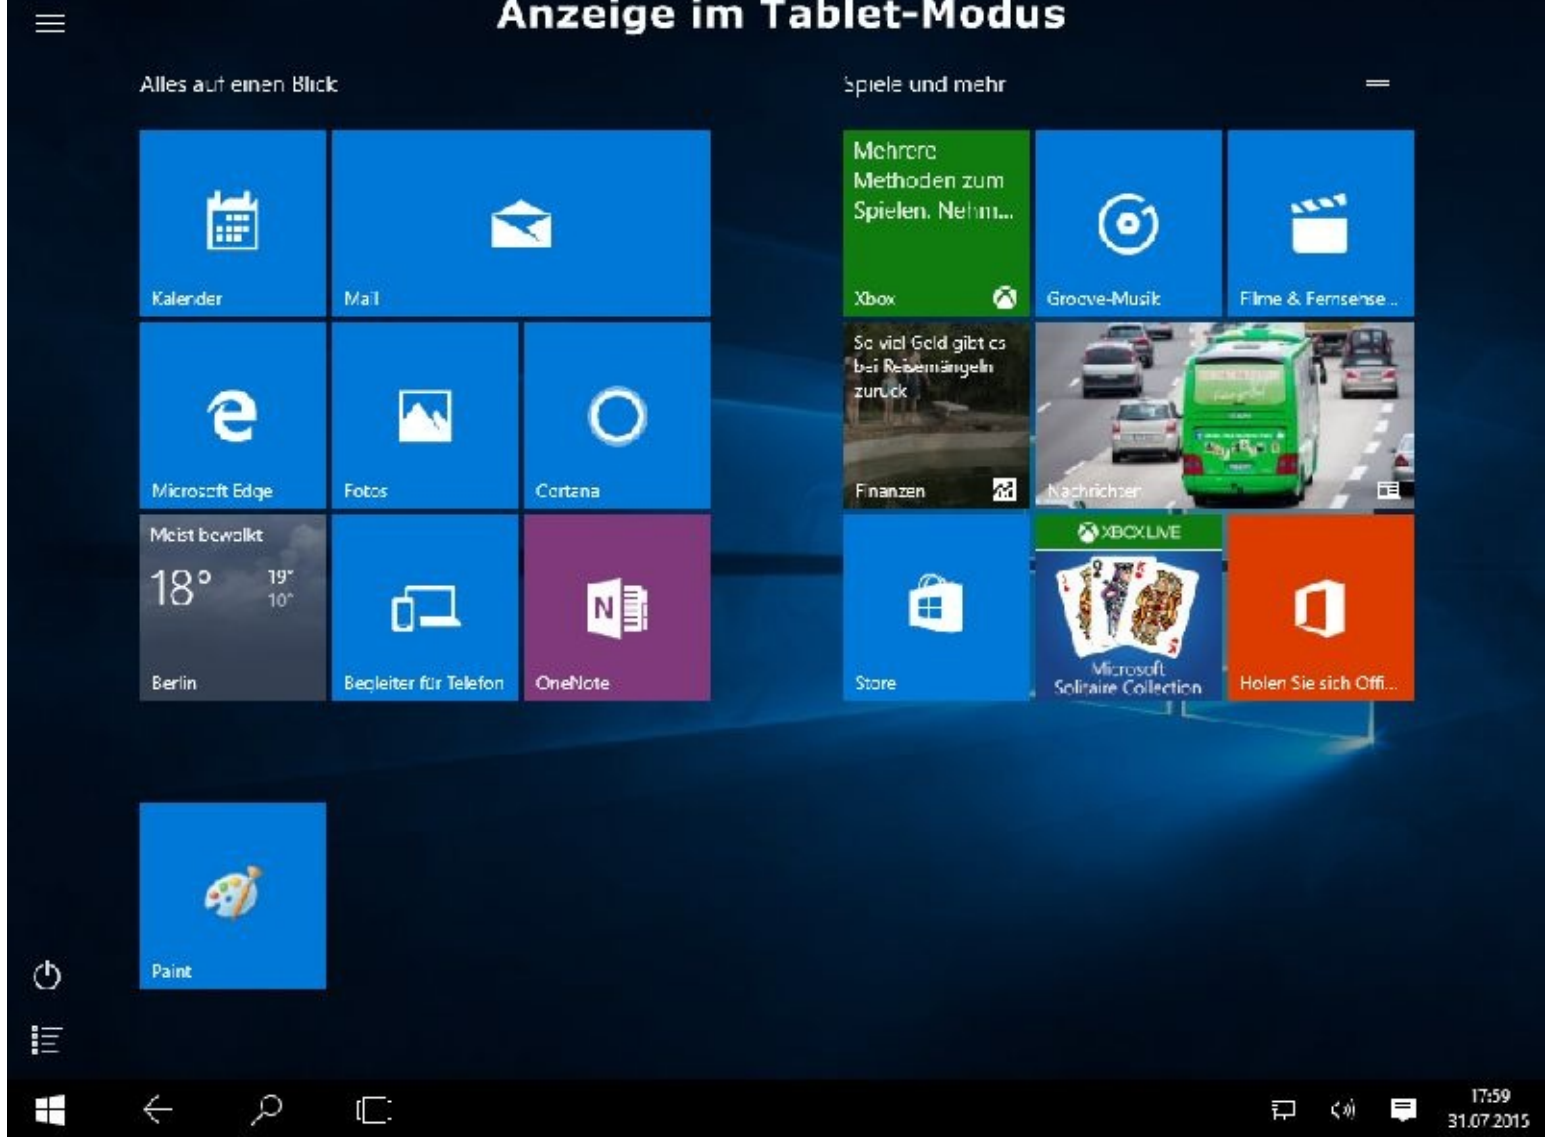 Anzeige im Tablet-Modus
Alles auf einen Blick
Spiele und mehr
Kalender
Mail
Mehrere
Methoden zum
Spielen. Nehm...
Xbox
Groove-Musik
Filme & Fernsehse...
Microsoft Edge
Fotos
Cortana
So viel Geld gibt es
bei Reisemängeln
zurück
Finanzen
Nachrichten
Meist bewölkt
18°
19°
10°
Berlin
Begleiter für Telefon
N
OneNote
Store
XBOX LIVE
Microsoft
Solitaire Collection
Holen Sie sich Offi...
Paint
17:59
31.07.2015